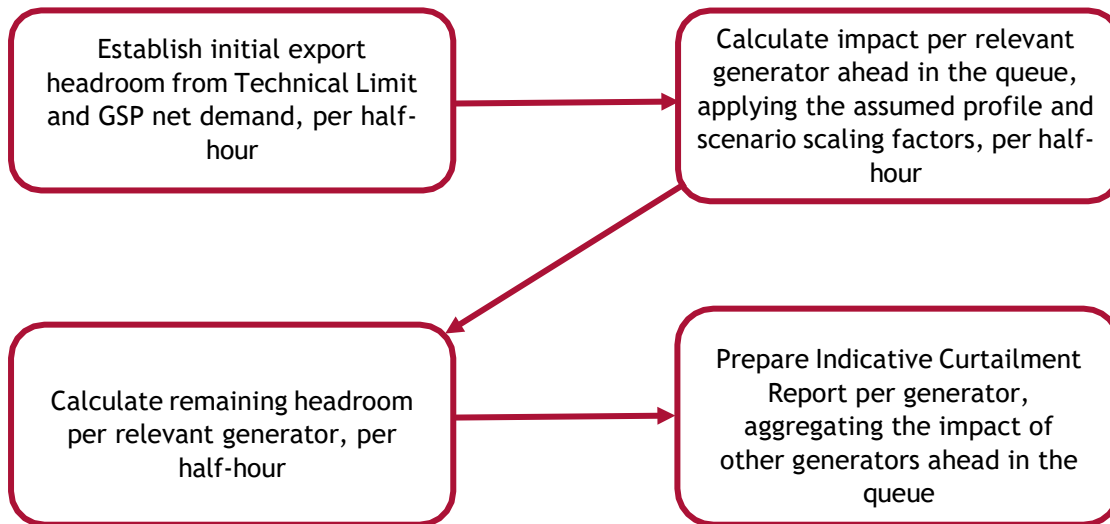 Establish initial export
headroom from Technical Limit
and GSP net demand, per half-
hour
Calculate impact per relevant
generator ahead in the queue,
applying the assumed profile and
scenario scaling factors, per half-
hour
Calculate remaining headroom
per relevant generator, per
half-hour
Prepare Indicative Curtailment
Report per generator,
aggregating the impact of
other generators ahead in the
queue